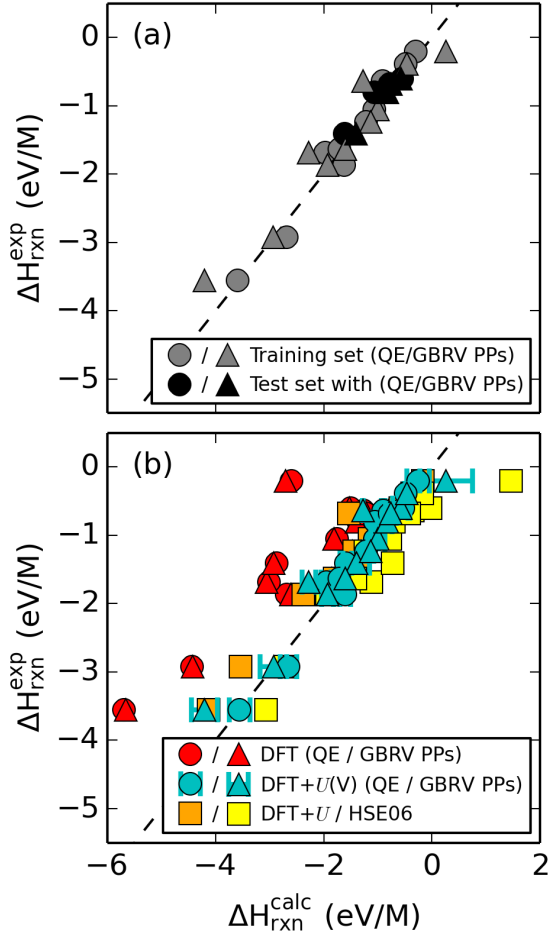 (a)
0
−1
−2
−3
−4
−5
ΔH^exp_rxn (eV/M)
/ Training set (QE/GBRV PPs)
/ Test set with (QE/GBRV PPs)
(b)
0
−1
−2
−3
−4
−5
ΔH^exp_rxn (eV/M)
/ DFT (QE / GBRV PPs)
/ DFT+U(V) (QE / GBRV PPs)
/ DFT+U / HSE06
−6 −4 −2 0 2
ΔH^calc_rxn (eV/M)